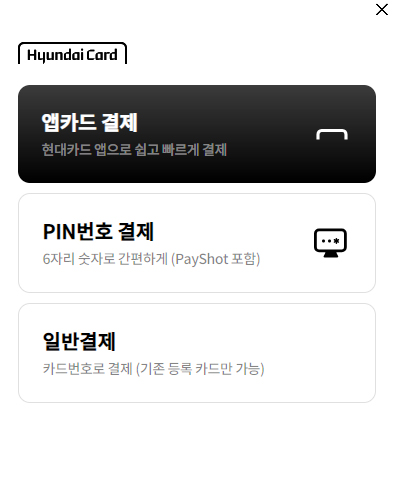 Hyundai Card
앱카드 결제
현대카드 앱으로 쉽고 빠르게 결제
PIN번호 결제
6자리 숫자로 간편하게 (PayShot 포함)
일반결제
카드번호로 결제 (기존 등록 카드만 가능)